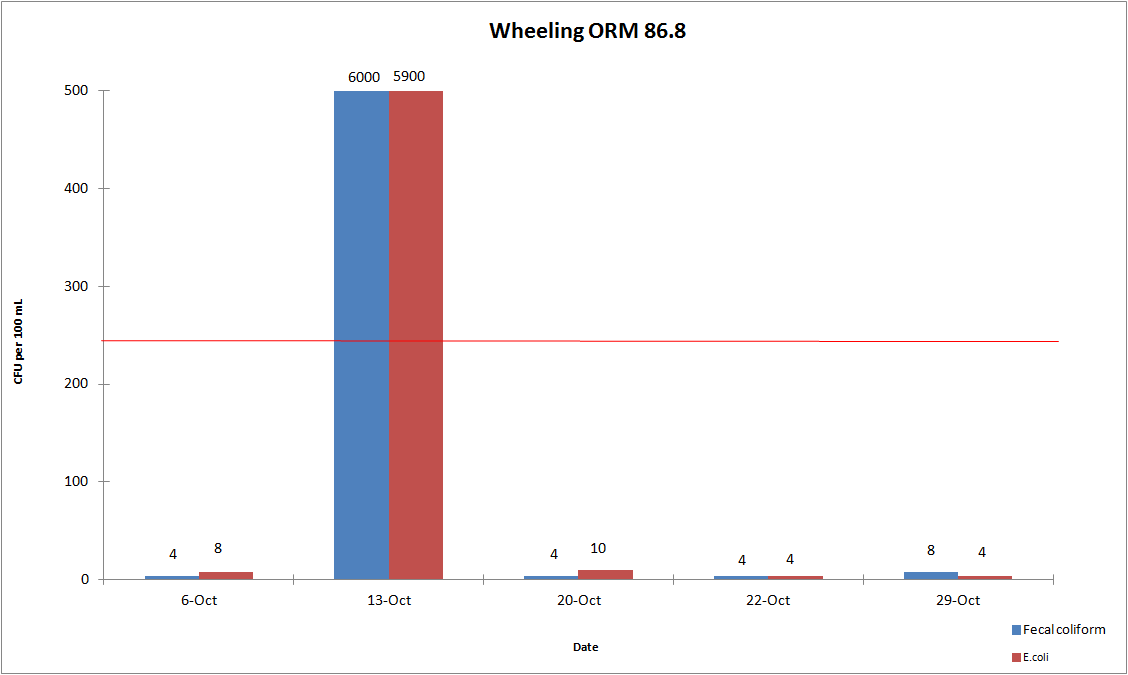 Wheeling ORM 86.8
6000 5900
500
400
300
CFU per 100 mL
200
100
4 8 4 10 4 4 8 4
0
6-Oct 13-Oct 20-Oct 22-Oct 29-Oct
Date
Fecal coliform
E.coli